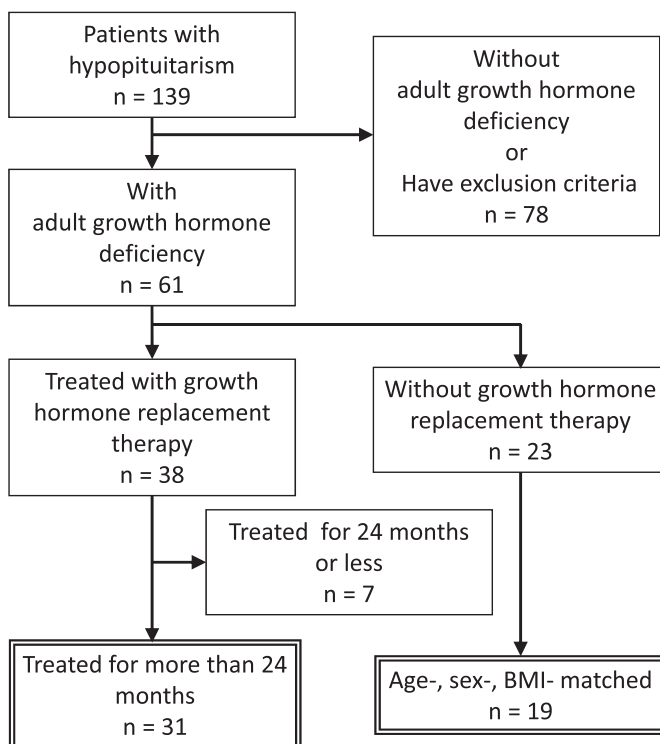 Patients with
hypopituitarism
n = 139
Without
adult growth hormone
deficiency
or
Have exclusion criteria
n = 78
With
adult growth hormone
deficiency
n = 61
Treated with growth
hormone replacement
therapy
n = 38
Without growth hormone
replacement therapy
n = 23
Treated for 24 months
or less
n = 7
Treated for more than 24
months
n = 31
Age-, sex-, BMI- matched
n = 19